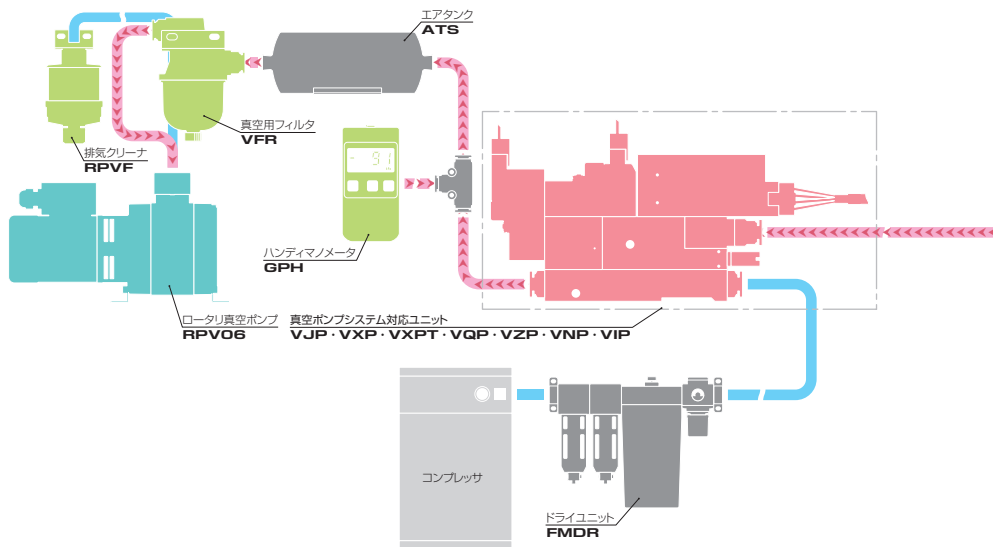 エアタンク
ATS
真空用フィルタ
VFR
排気クリーナ
RPVF
- 91
ハンディマノメータ
GPH
ロータリ真空ポンプ
RPV06
真空ポンプシステム対応ユニット
VJP・VXP・VXPT・VQP・VZP・VNP・VIP
コンプレッサ
ドライユニット
FMDR